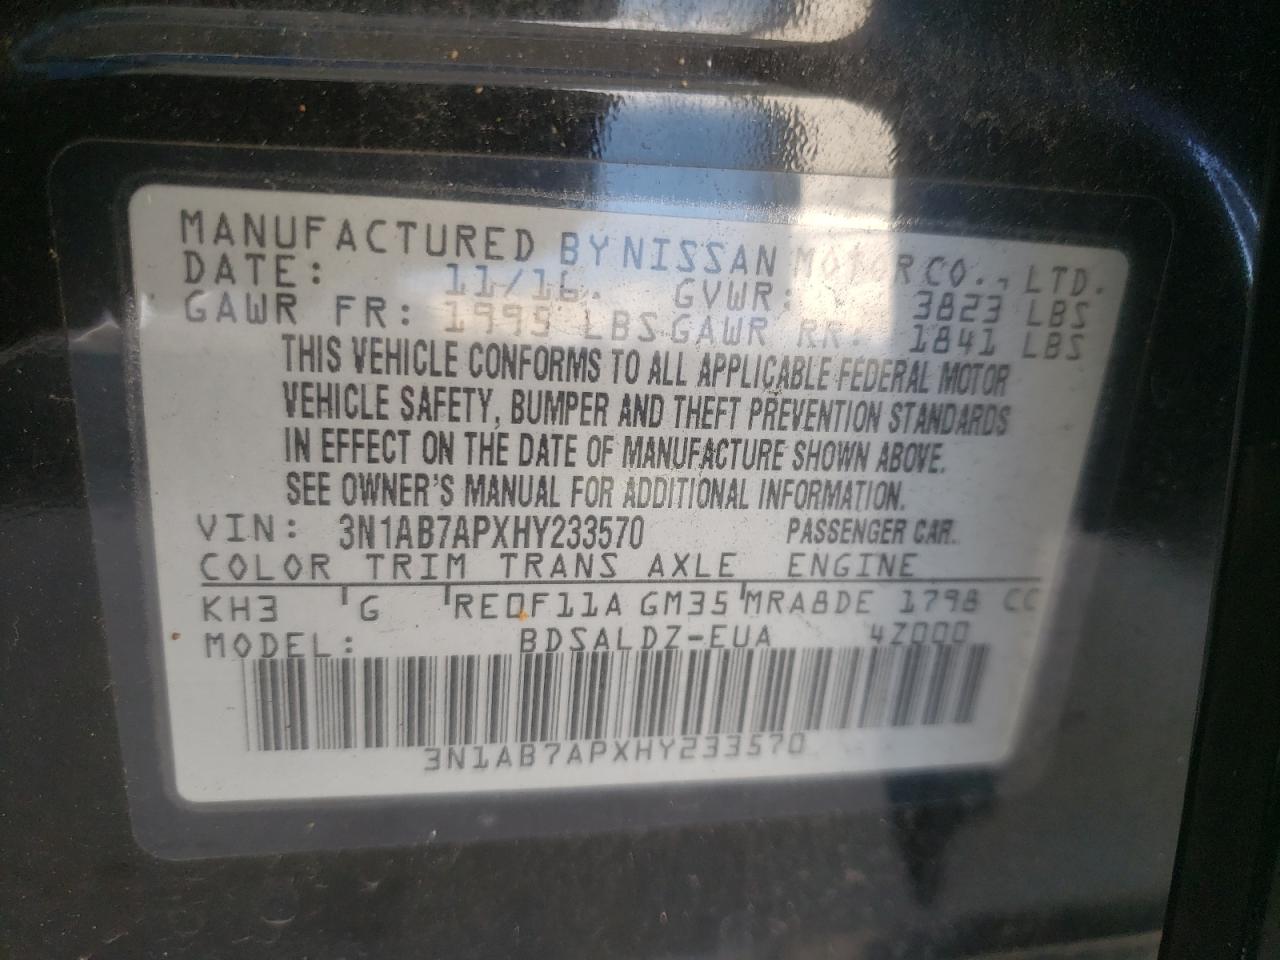 MANUFACTURED BY NISSAN MOTOR CO., LTD.
DATE: 11/16. GVWR: 3823 LBS
GAWR FR: 1995 LBS GAWR RR: 1841 LBS
THIS VEHICLE CONFORMS TO ALL APPLICABLE FEDERAL MOTOR
VEHICLE SAFETY, BUMPER AND THEFT PREVENTION STANDARDS
IN EFFECT ON THE DATE OF MANUFACTURE SHOWN ABOVE.
SEE OWNER'S MANUAL FOR ADDITIONAL INFORMATION.
VIN: 3N1AB7APXHY233570 PASSENGER CAR.
COLOR TRIM TRANS AXLE ENGINE
KH3 G RE0F11A GM35 MRA8DE 1798 CC
MODEL: BDSALDZ-EUA 4Z000
3N1AB7APXHY233570